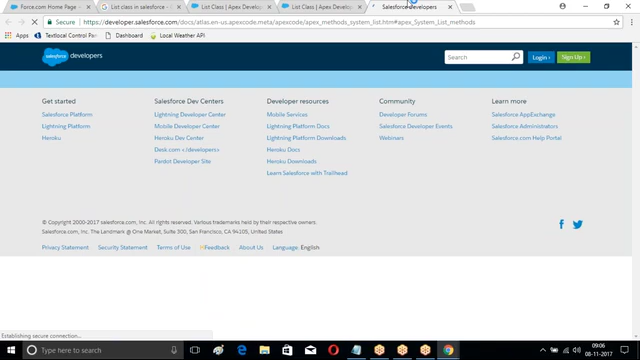 Force.com Home Page -
List class in salesforce -
List Class | Apex Develo
List Class | Apex Develo
Salesforce Developers
Secure
https://developer.salesforce.com/docs/atlas.en-us.apexcode.meta/apexcode/apex_methods_system_list.htm#apex_System_List_methods
Apps
Textlocal Control Panel
Dashboard
salesforce developers
Search
Login ›
Sign Up ›
Get started
Salesforce Platform
Lightning Platform
Heroku
Salesforce Dev Centers
Lightning Developer Center
Mobile Developer Center
Heroku Dev Center
Desk.com </developers>
Pardot Developer Site
Developer resources
Mobile Services
Lightning Platform Docs
Lightning Platform Downloads
Heroku Docs
Heroku Downloads
Learn Salesforce with Trailhead
Community
Developer Forums
Salesforce Developer Events
Webinars
Learn more
Salesforce AppExchange
Salesforce Administrators
Salesforce.com Help Portal
© Copyright 2000-2017 salesforce.com, inc. All rights reserved. Various trademarks held by their respective owners.
Salesforce.com, inc. The Landmark @ One Market, Suite 300, San Francisco, CA 94105, United States
Privacy Statement
Security Statement
Terms of Use
Feedback
About Us
Language: English
Establishing secure connection...
Type here to search
09:06
08-11-2017